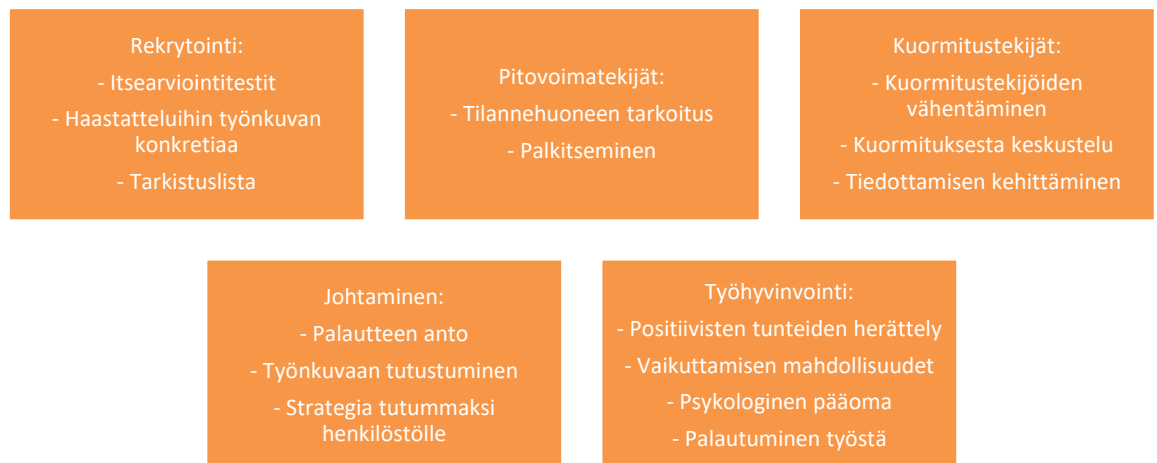 Rekrytointi:
- Itsearviointitestit
- Haastatteluihin työnkuvan
konkretiaa
- Tarkistuslista
Pitovoimatekijät:
- Tilannehuoneen tarkoitus
- Palkitseminen
Kuormitustekijät:
- Kuormitustekijöiden
vähentäminen
- Kuormituksesta keskustelu
- Tiedottamisen kehittäminen
Johtaminen:
- Palautteen anto
- Työnkuvaan tutustuminen
- Strategia tutummaksi
henkilöstölle
Työhyvinvointi:
- Positiivisten tunteiden herättely
- Vaikuttamisen mahdollisuudet
- Psykologinen pääoma
- Palautuminen työstä